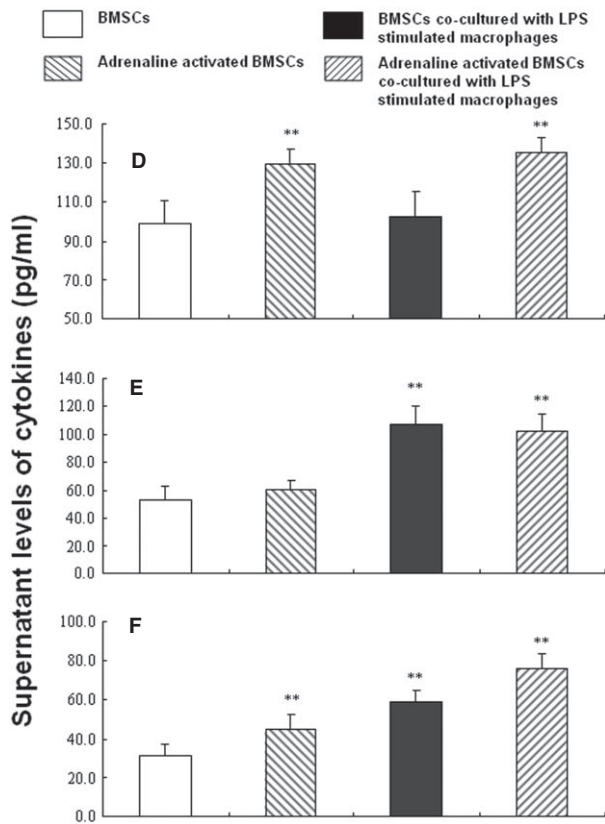 BMSCs
BMSCs co-cultured with LPS
stimulated macrophages
Adrenaline activated BMSCs
Adrenaline activated BMSCs
co-cultured with LPS
stimulated macrophages
Supernatant levels of cytokines (pg/ml)
D
150.0
130.0
110.0
90.0
70.0
50.0
**
**
E
140.0
120.0
100.0
80.0
60.0
40.0
20.0
0.0
**
**
F
100.0
80.0
60.0
40.0
20.0
0.0
**
**
**